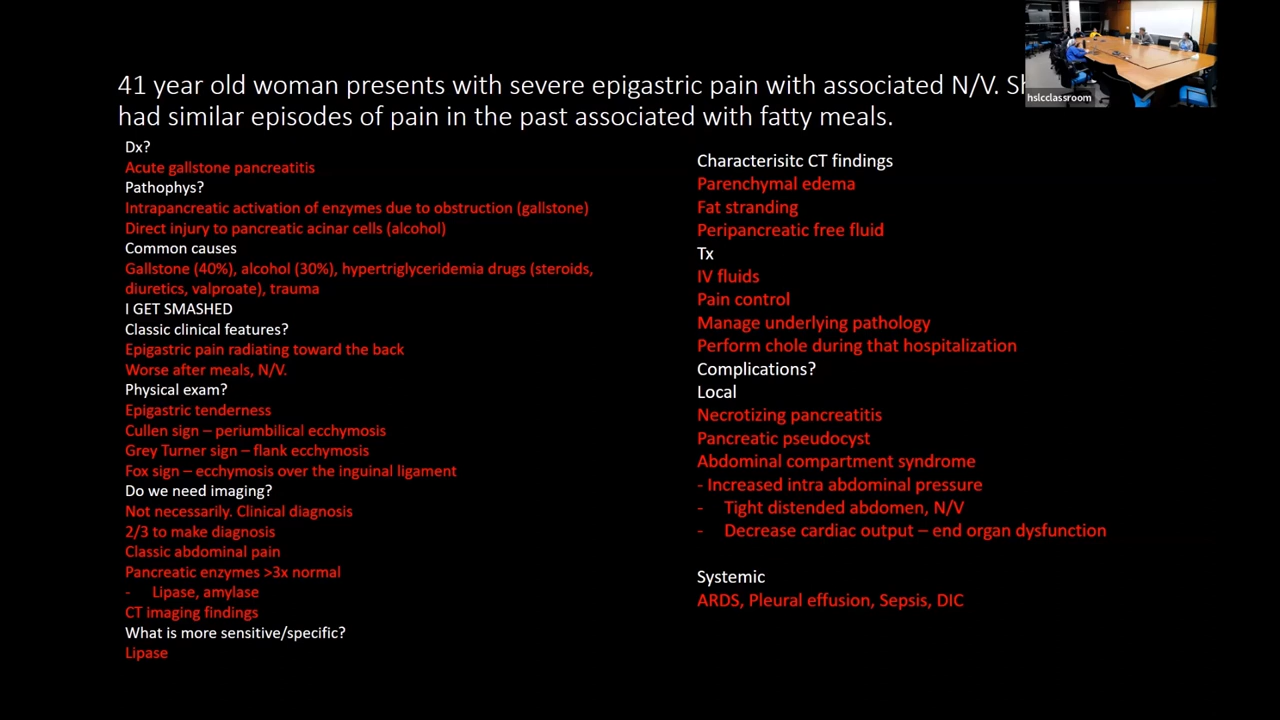 41 year old woman presents with severe epigastric pain with associated N/V.
had similar episodes of pain in the past associated with fatty meals.
hslcclassroom
Dx?
Acute gallstone pancreatitis
Pathophys?
Intrapancreatic activation of enzymes due to obstruction (gallstone)
Direct injury to pancreatic acinar cells (alcohol)
Common causes
Gallstone (40%), alcohol (30%), hypertriglyceridemia drugs (steroids,
diuretics, valproate), trauma
I GET SMASHED
Classic clinical features?
Epigastric pain radiating toward the back
Worse after meals, N/V.
Physical exam?
Epigastric tenderness
Cullen sign – periumbilical ecchymosis
Grey Turner sign – flank ecchymosis
Fox sign – ecchymosis over the inguinal ligament
Do we need imaging?
Not necessarily. Clinical diagnosis
2/3 to make diagnosis
Classic abdominal pain
Pancreatic enzymes >3x normal
- Lipase, amylase
CT imaging findings
What is more sensitive/specific?
Lipase
Characterisitc CT findings
Parenchymal edema
Fat stranding
Peripancreatic free fluid
Tx
IV fluids
Pain control
Manage underlying pathology
Perform chole during that hospitalization
Complications?
Local
Necrotizing pancreatitis
Pancreatic pseudocyst
Abdominal compartment syndrome
- Increased intra abdominal pressure
- Tight distended abdomen, N/V
- Decrease cardiac output – end organ dysfunction
Systemic
ARDS, Pleural effusion, Sepsis, DIC